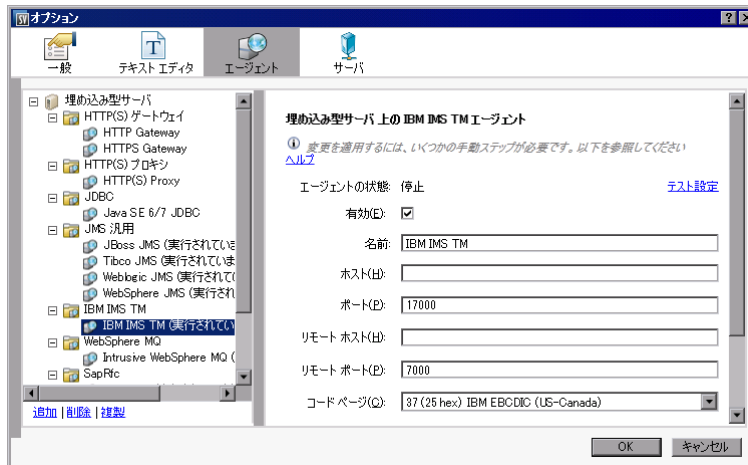 SV オプション
一般 テキスト エディタ エージェント サーバ
埋め込み型サーバ
HTTP(S) ゲートウェイ
HTTP Gateway
HTTPS Gateway
HTTP(S) プロキシ
HTTP(S) Proxy
JDBC
Java SE 6/7 JDBC
JMS 汎用
JBoss JMS (実行されていま
Tibco JMS (実行されていま
Weblogic JMS (実行されて
WebSphere JMS (実行され
IBM IMS TM
IBM IMS TM (実行されてい
WebSphere MQ
Intrusive WebSphere MQ (
SapRfc
追加 | 削除 | 複製
埋め込み型サーバ 上の IBM IMS TM エージェント
変更を適用するには、いくつかの手動ステップが必要です。以下を参照してください
ヘルプ
エージェントの状態: 停止 テスト設定
有効(E):
名前: IBM IMS TM
ホスト(H):
ポート(P): 17000
リモート ホスト(H):
リモート ポート(P): 7000
コード ページ(C): 37 (25 hex) IBM EBCDIC (US-Canada)
OK キャンセル